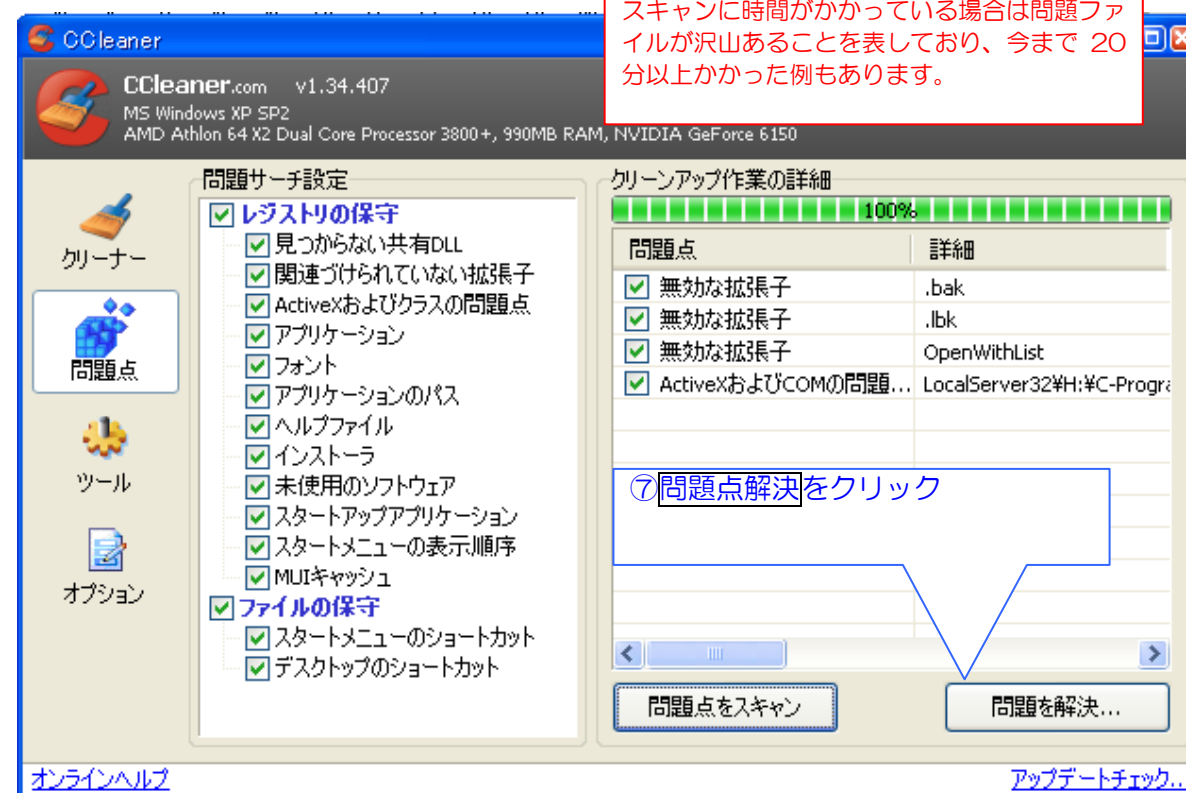 スキャンに時間がかかっている場合は問題ファ
イルが沢山あることを表しており、今まで 20
分以上かかった例もあります。
CCleaner
CCleaner.com v1.34.407
MS Windows XP SP2
AMD Athlon 64 X2 Dual Core Processor 3800+, 990MB RAM, NVIDIA GeForce 6150
クリーナー
問題点
ツール
オプション
問題サーチ設定
レジストリの保守
見つからない共有DLL
関連づけられていない拡張子
ActiveXおよびクラスの問題点
アプリケーション
フォント
アプリケーションのパス
ヘルプファイル
インストーラ
未使用のソフトウェア
スタートアップアプリケーション
スタートメニューの表示順序
MUIキャッシュ
ファイルの保守
スタートメニューのショートカット
デスクトップのショートカット
クリーンアップ作業の詳細
100%
問題点 詳細
無効な拡張子 .bak
無効な拡張子 .lbk
無効な拡張子 OpenWithList
ActiveXおよびCOMの問題... LocalServer32¥H:¥C-Progra
⑦問題点解決をクリック
問題点をスキャン
問題を解決...
オンラインヘルプ
アップデートチェック..